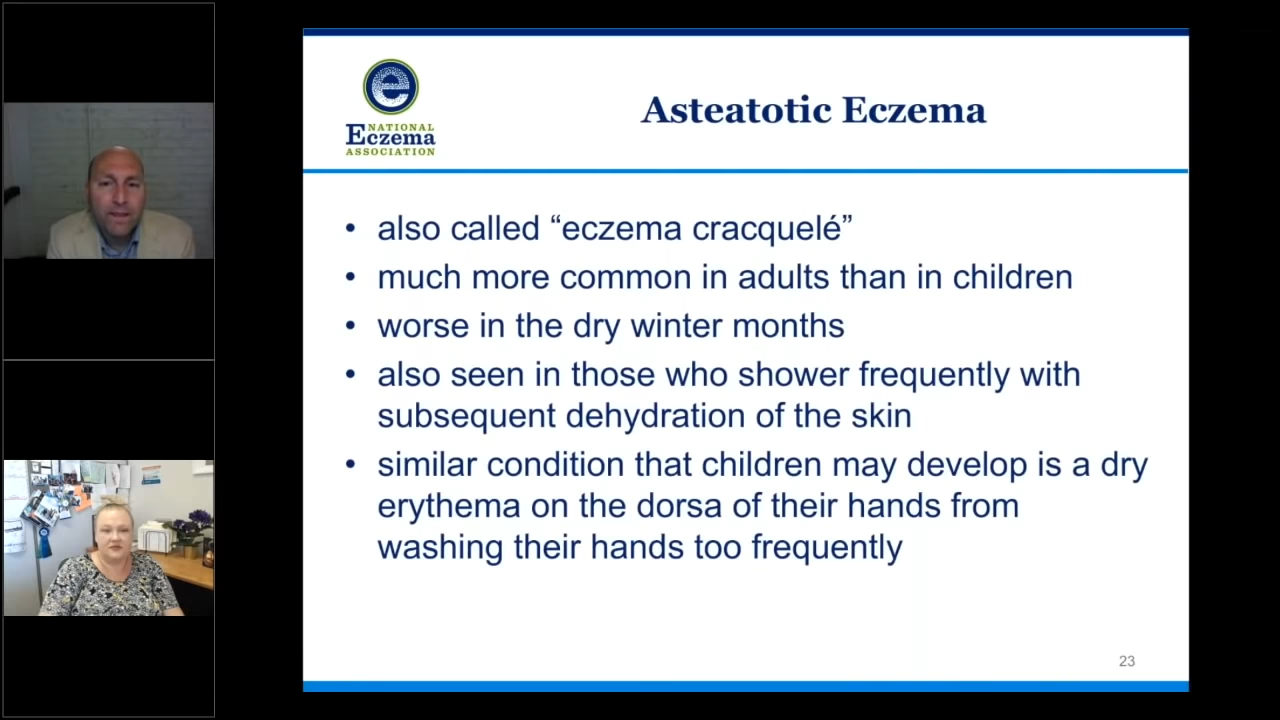 NATIONAL
Eczema
ASSOCIATION
Asteatotic Eczema
• also called “eczema cracquelé”
• much more common in adults than in children
• worse in the dry winter months
• also seen in those who shower frequently with
subsequent dehydration of the skin
• similar condition that children may develop is a dry
erythema on the dorsa of their hands from
washing their hands too frequently
23